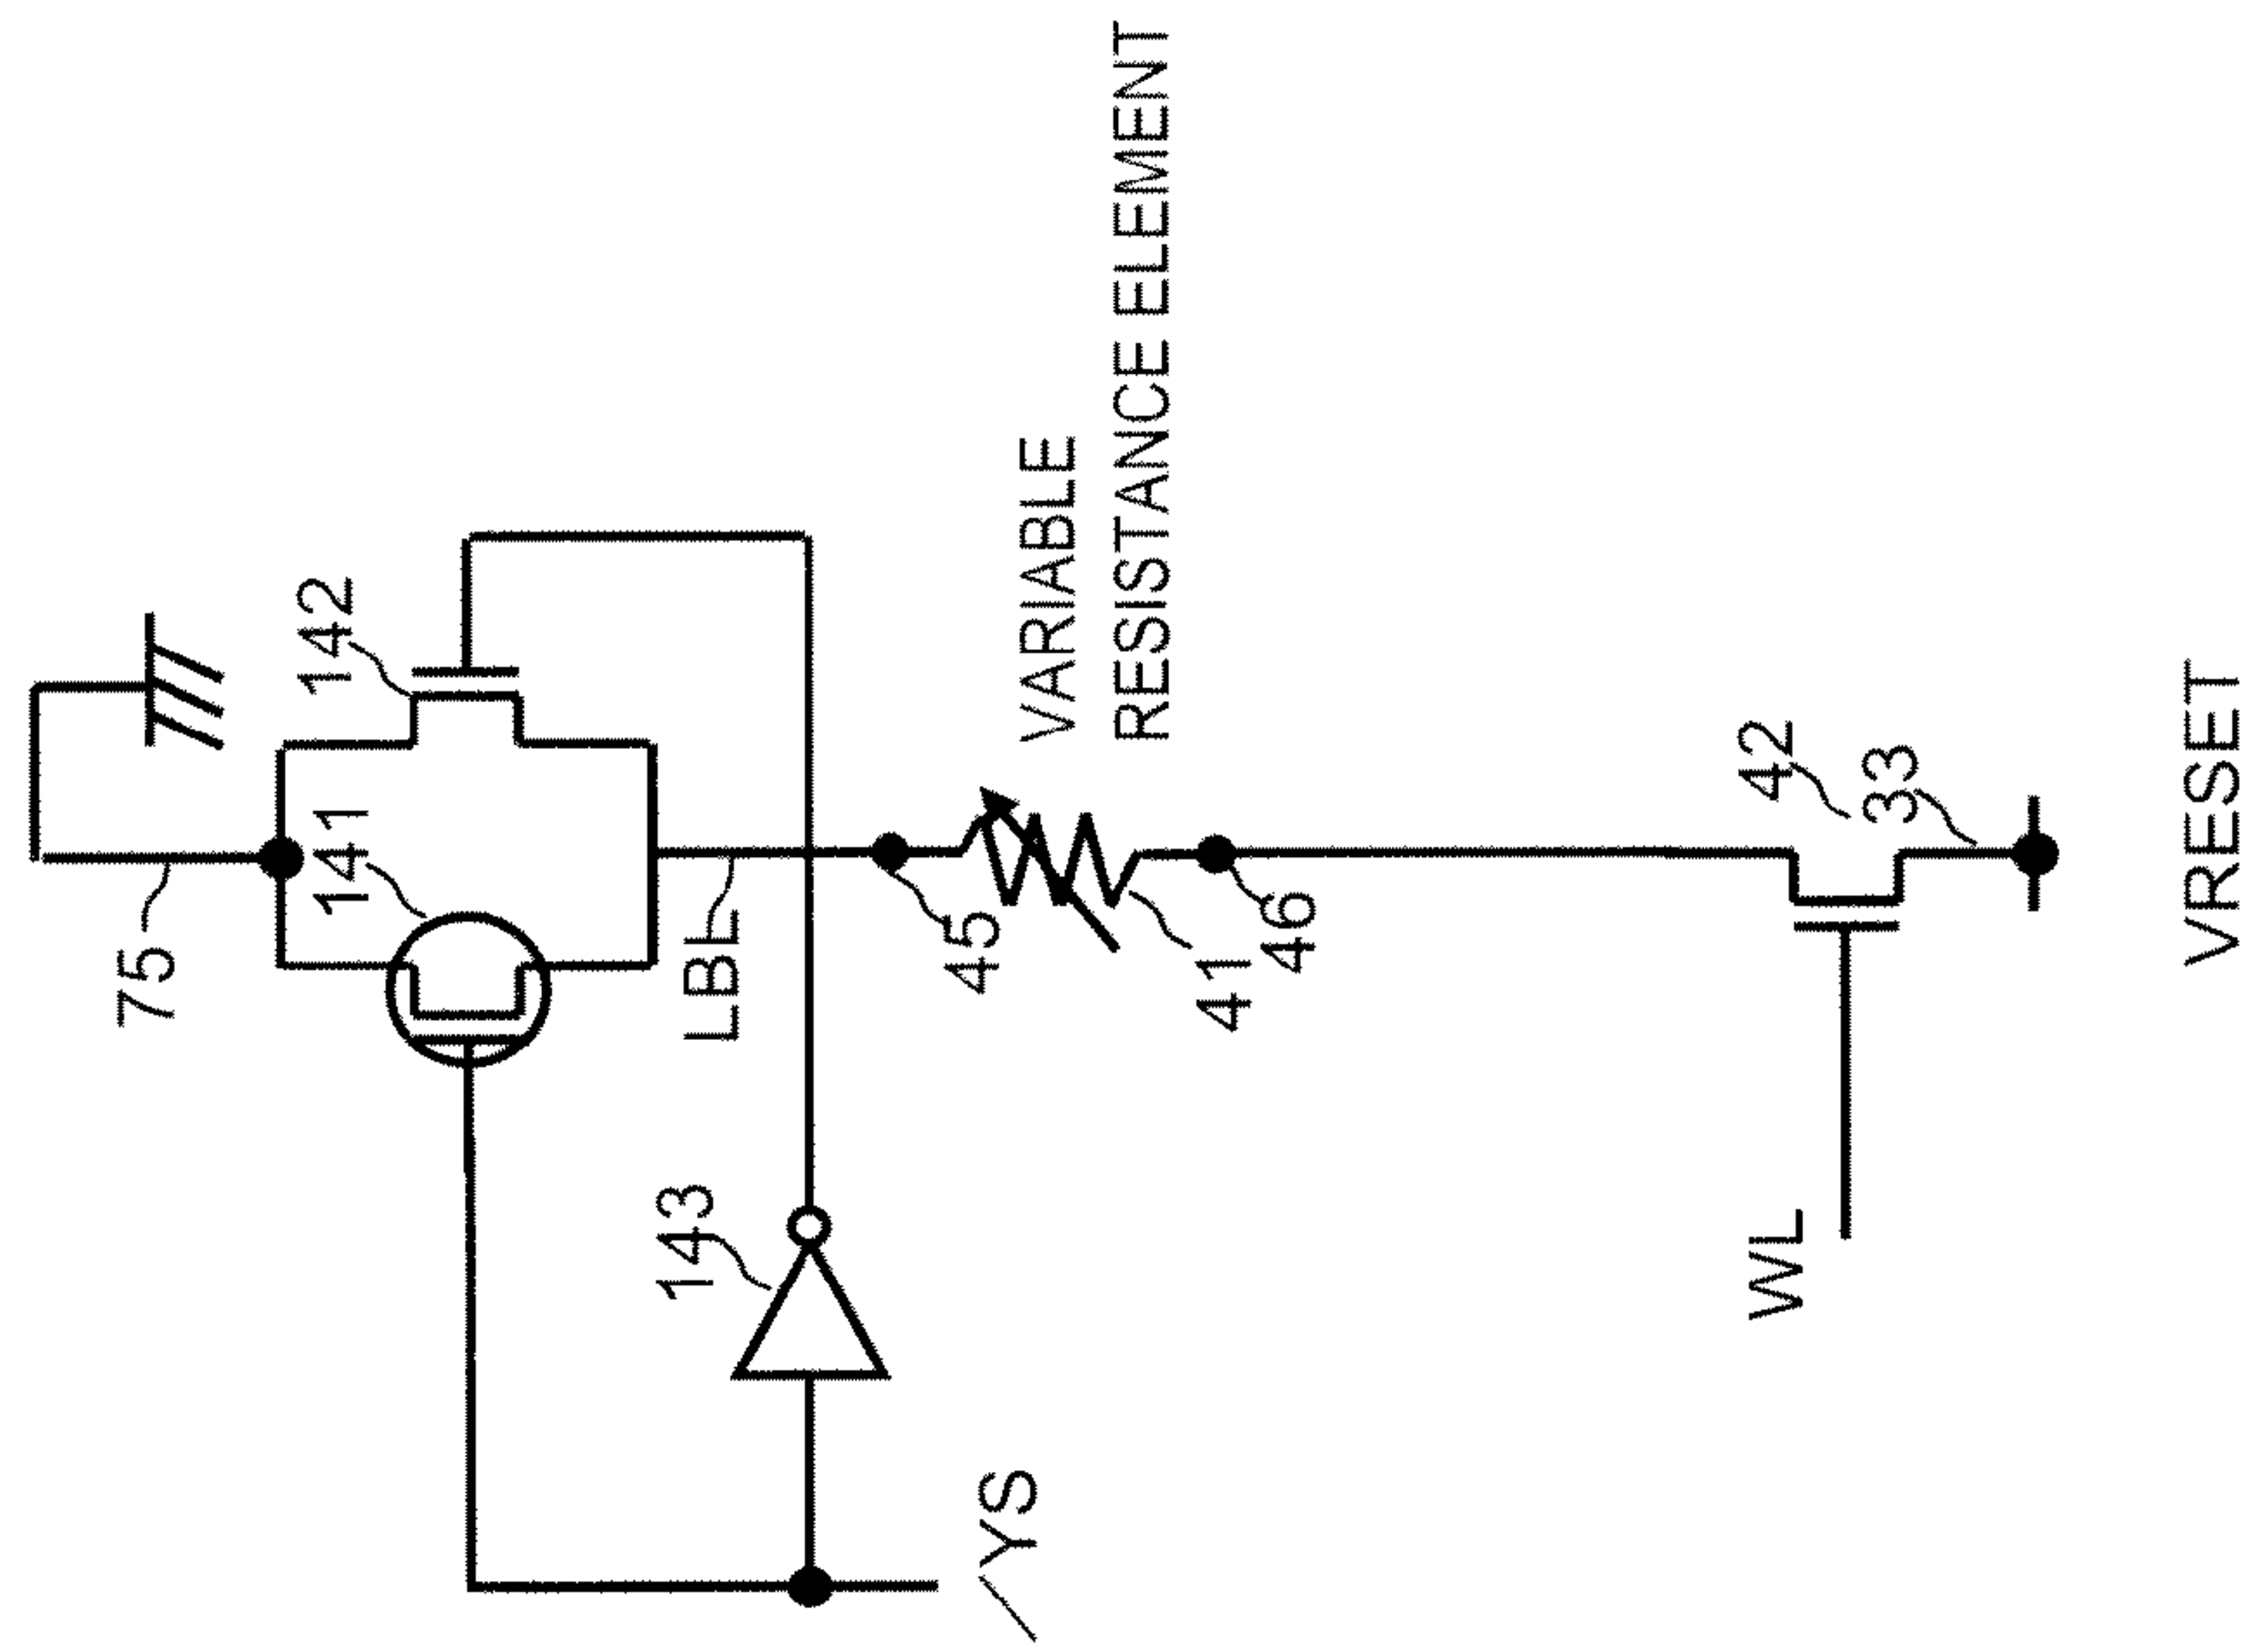 75
141
142
LBL
143
/YS
45
VARIABLE
RESISTANCE ELEMENT
41
46
WL
42
33
VRESET